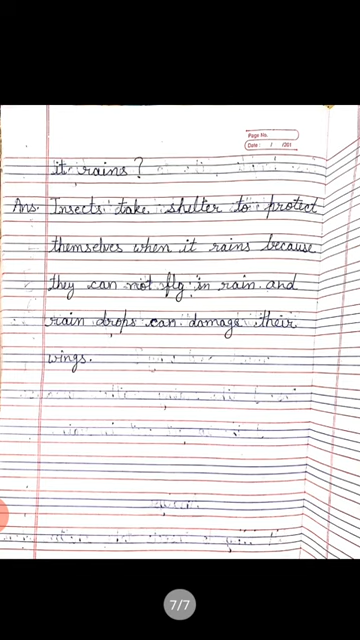 Page No.
Date: / /201
it rains?
Ans. Insects take shelter to protect
themselves when it rains because
they can not fly in rain and
rain drops can damage their
wings.
7/7